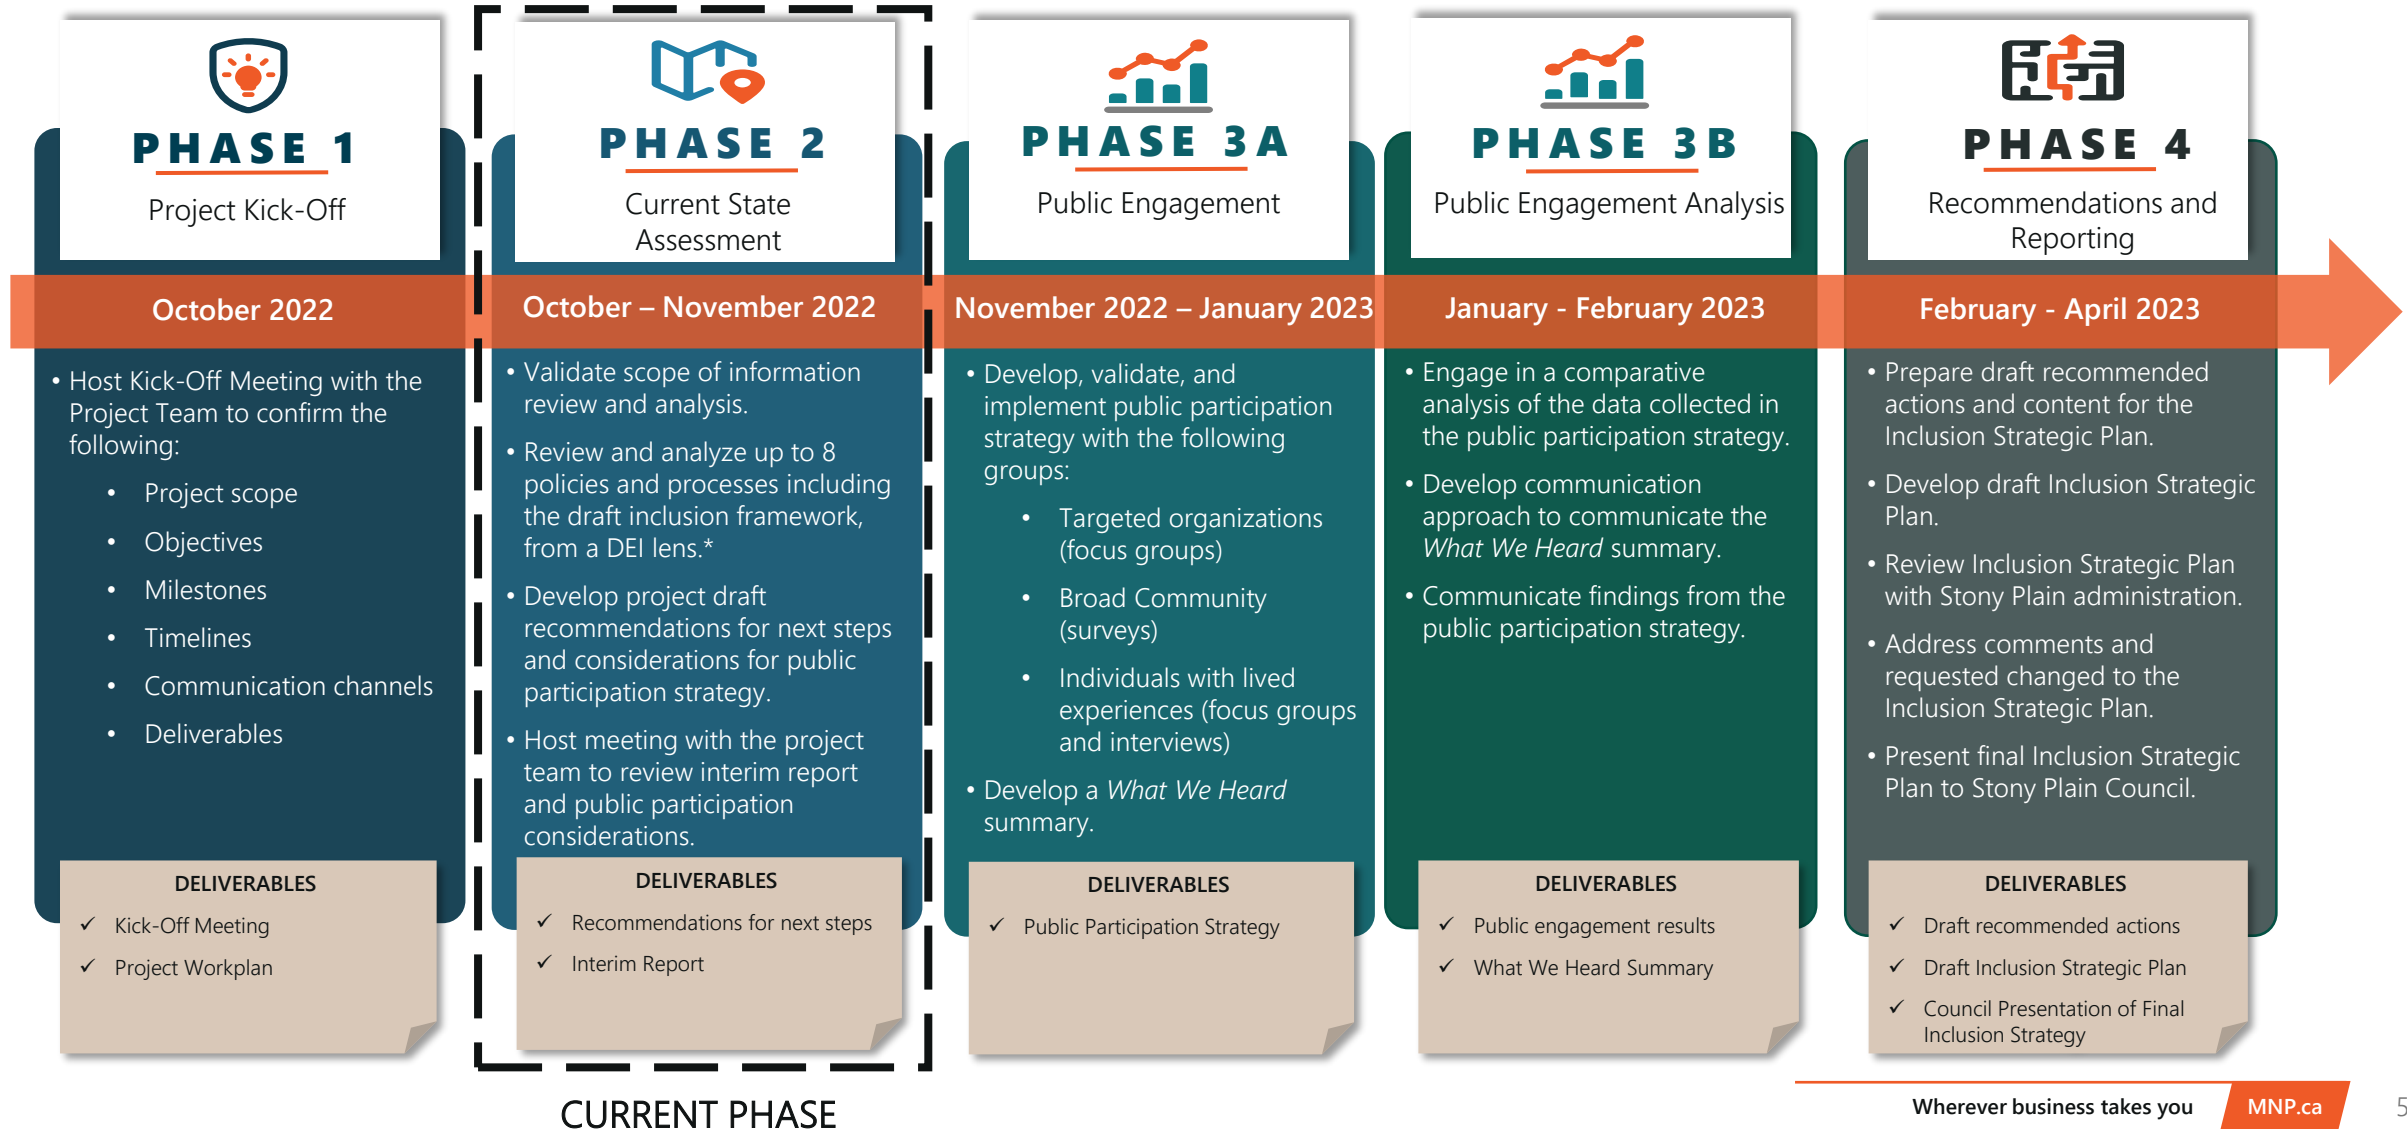 PHASE 1
Project Kick-Off
October 2022
• Host Kick-Off Meeting with the
Project Team to confirm the
following:
• Project scope
• Objectives
• Milestones
• Timelines
• Communication channels
• Deliverables
DELIVERABLES
✓ Kick-Off Meeting
✓ Project Workplan
PHASE 2
Current State
Assessment
October – November 2022
• Validate scope of information
review and analysis.
• Review and analyze up to 8
policies and processes including
the draft inclusion framework,
from a DEI lens.*
• Develop project draft
recommendations for next steps
and considerations for public
participation strategy.
• Host meeting with the project
team to review interim report
and public participation
considerations.
DELIVERABLES
✓ Recommendations for next steps
✓ Interim Report
CURRENT PHASE
PHASE 3A
Public Engagement
November 2022 – January 2023
• Develop, validate, and
implement public participation
strategy with the following
groups:
• Targeted organizations
(focus groups)
• Broad Community
(surveys)
• Individuals with lived
experiences (focus groups
and interviews)
• Develop a What We Heard
summary.
DELIVERABLES
✓ Public Participation Strategy
PHASE 3B
Public Engagement Analysis
January - February 2023
• Engage in a comparative
analysis of the data collected in
the public participation strategy.
• Develop communication
approach to communicate the
What We Heard summary.
• Communicate findings from the
public participation strategy.
DELIVERABLES
✓ Public engagement results
✓ What We Heard Summary
PHASE 4
Recommendations and
Reporting
February - April 2023
• Prepare draft recommended
actions and content for the
Inclusion Strategic Plan.
• Develop draft Inclusion Strategic
Plan.
• Review Inclusion Strategic Plan
with Stony Plain administration.
• Address comments and
requested changed to the
Inclusion Strategic Plan.
• Present final Inclusion Strategic
Plan to Stony Plain Council.
DELIVERABLES
✓ Draft recommended actions
✓ Draft Inclusion Strategic Plan
✓ Council Presentation of Final
Inclusion Strategy
Wherever business takes you
MNP.ca
5